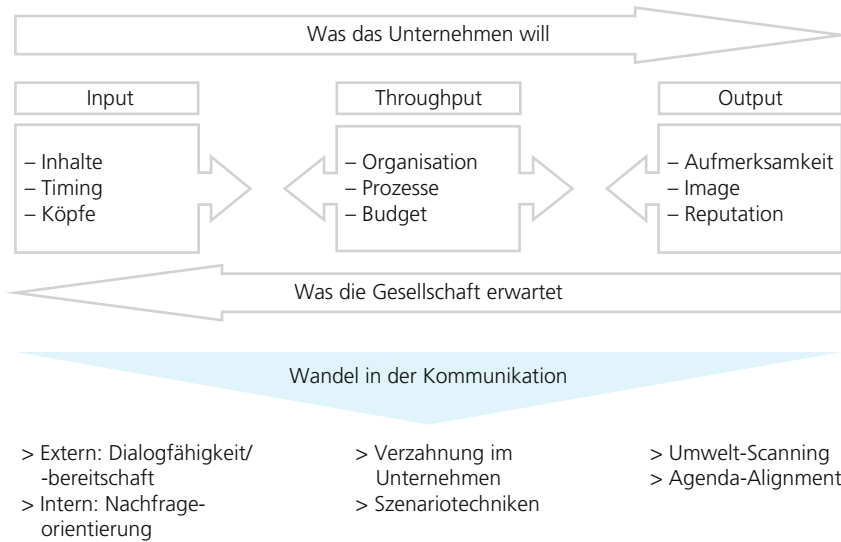 Was das Unternehmen will
Input
Throughput
Output
– Inhalte
– Timing
– Köpfe
– Organisation
– Prozesse
– Budget
– Aufmerksamkeit
– Image
– Reputation
Was die Gesellschaft erwartet
Wandel in der Kommunikation
> Extern: Dialogfähigkeit/
-bereitschaft
> Intern: Nachfrage-
orientierung
> Verzahnung im
Unternehmen
> Szenariotechniken
> Umwelt-Scanning
> Agenda-Alignment